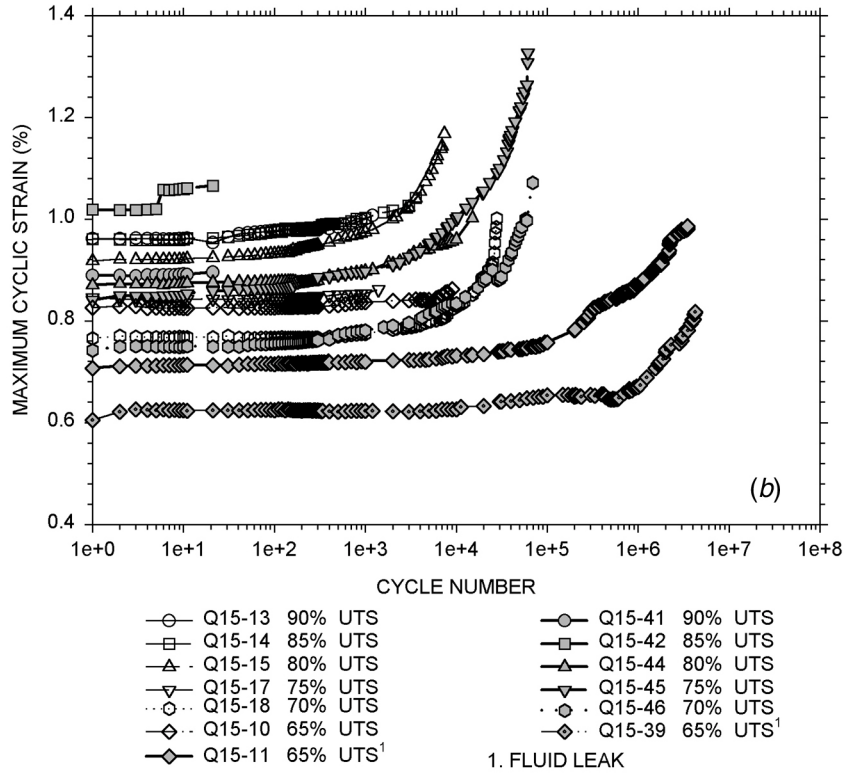 1.4
1.2
1.0
0.8
0.6
0.4
MAXIMUM CYCLIC STRAIN (%)
(b)
1e+0 1e+1 1e+2 1e+3 1e+4 1e+5 1e+6 1e+7 1e+8
CYCLE NUMBER
Q15-13 90% UTS
Q15-14 85% UTS
Q15-15 80% UTS
Q15-17 75% UTS
Q15-18 70% UTS
Q15-10 65% UTS
Q15-11 65% UTS¹
Q15-41 90% UTS
Q15-42 85% UTS
Q15-44 80% UTS
Q15-45 75% UTS
Q15-46 70% UTS
Q15-39 65% UTS¹
1. FLUID LEAK